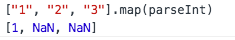 ["1", "2", "3"].map(parseInt)
[1, NaN, NaN]